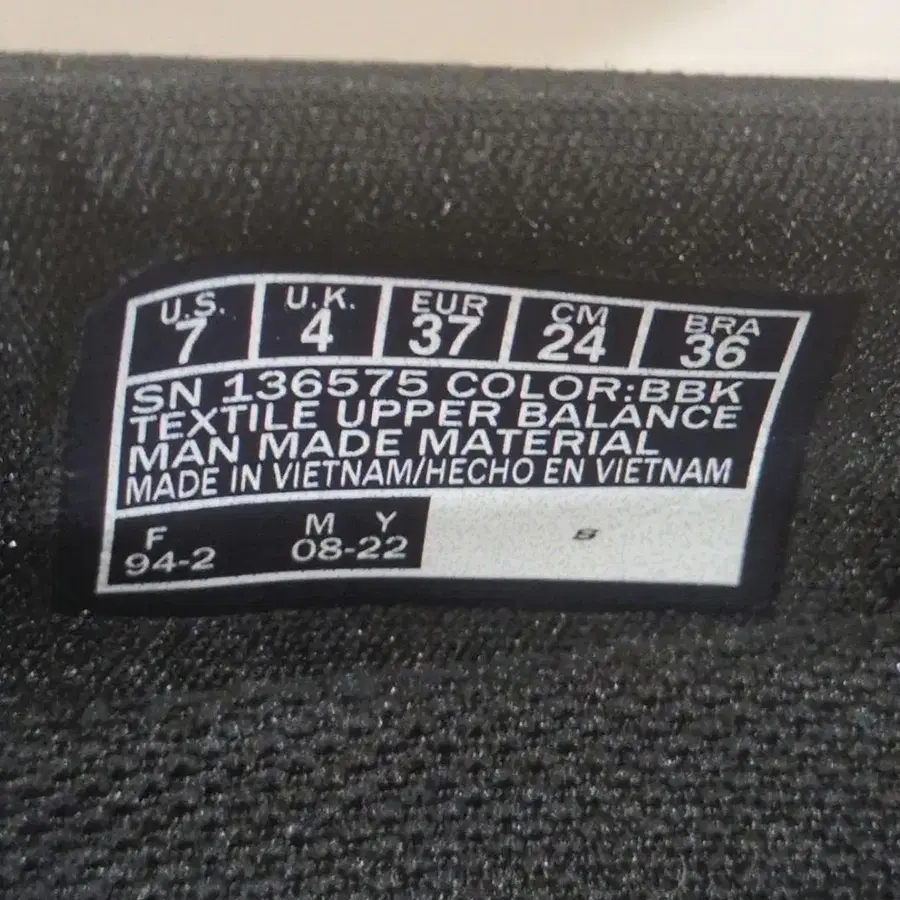 U.S. U.K. EUR CM BRA
7 4 37 24 36
SN 136575 COLOR:BBK
TEXTILE UPPER BALANCE
MAN MADE MATERIAL
MADE IN VIETNAM/HECHO EN VIETNAM
F M Y
94-2 08-22
S